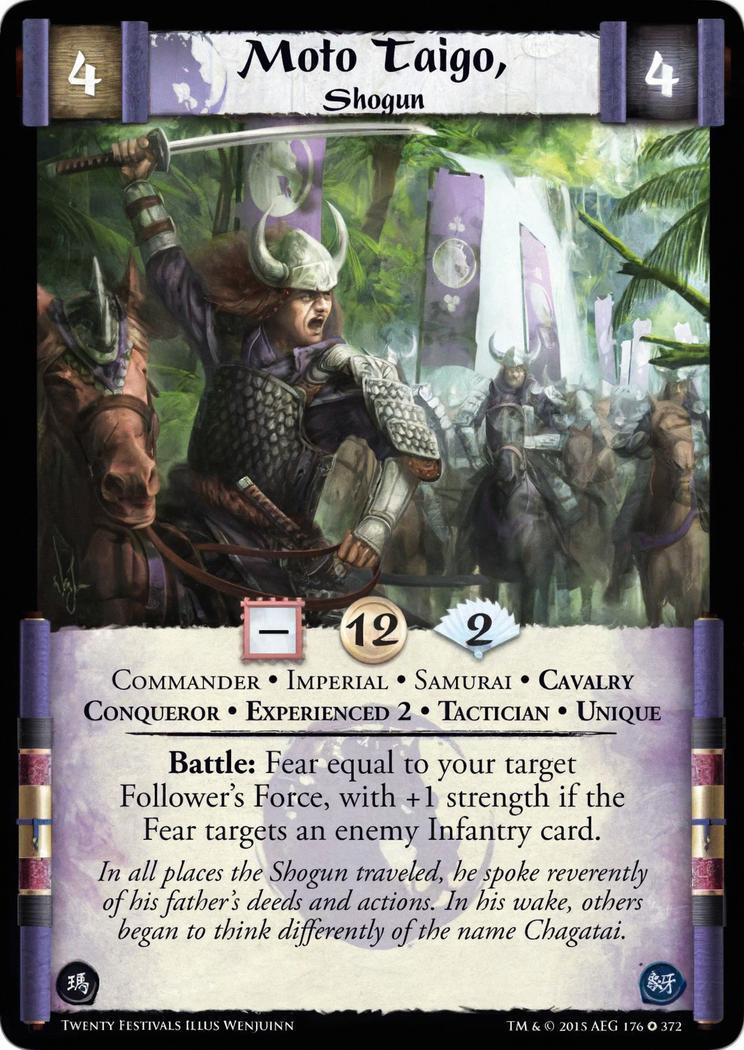 4
Moto Taigo,
4
Shogun
–
12
2
Commander • Imperial • Samurai • Cavalry
Conqueror • Experienced 2 • Tactician • Unique
Battle: Fear equal to your target
Follower's Force, with +1 strength if the
Fear targets an enemy Infantry card.
In all places the Shogun traveled, he spoke reverently
of his father's deeds and actions. In his wake, others
began to think differently of the name Chagatai.
瑪
Twenty Festivals Illus Wenjuinn
TM & © 2015 AEG 176 ✪ 372